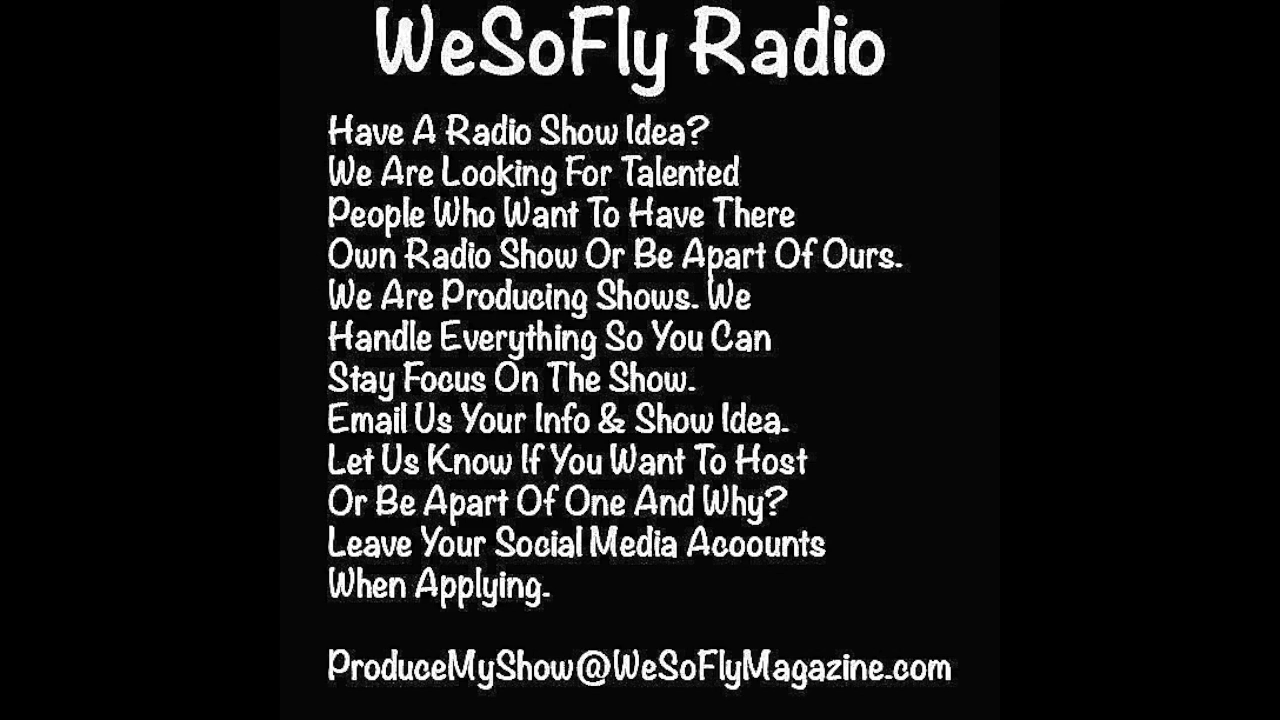 WeSoFly Radio
Have A Radio Show Idea?
We Are Looking For Talented
People Who Want To Have There
Own Radio Show Or Be Apart Of Ours.
We Are Producing Shows. We
Handle Everything So You Can
Stay Focus On The Show.
Email Us Your Info & Show Idea.
Let Us Know If You Want To Host
Or Be Apart Of One And Why?
Leave Your Social Media Accounts
When Applying.
ProduceMyShow@WeSoFlyMagazine.com